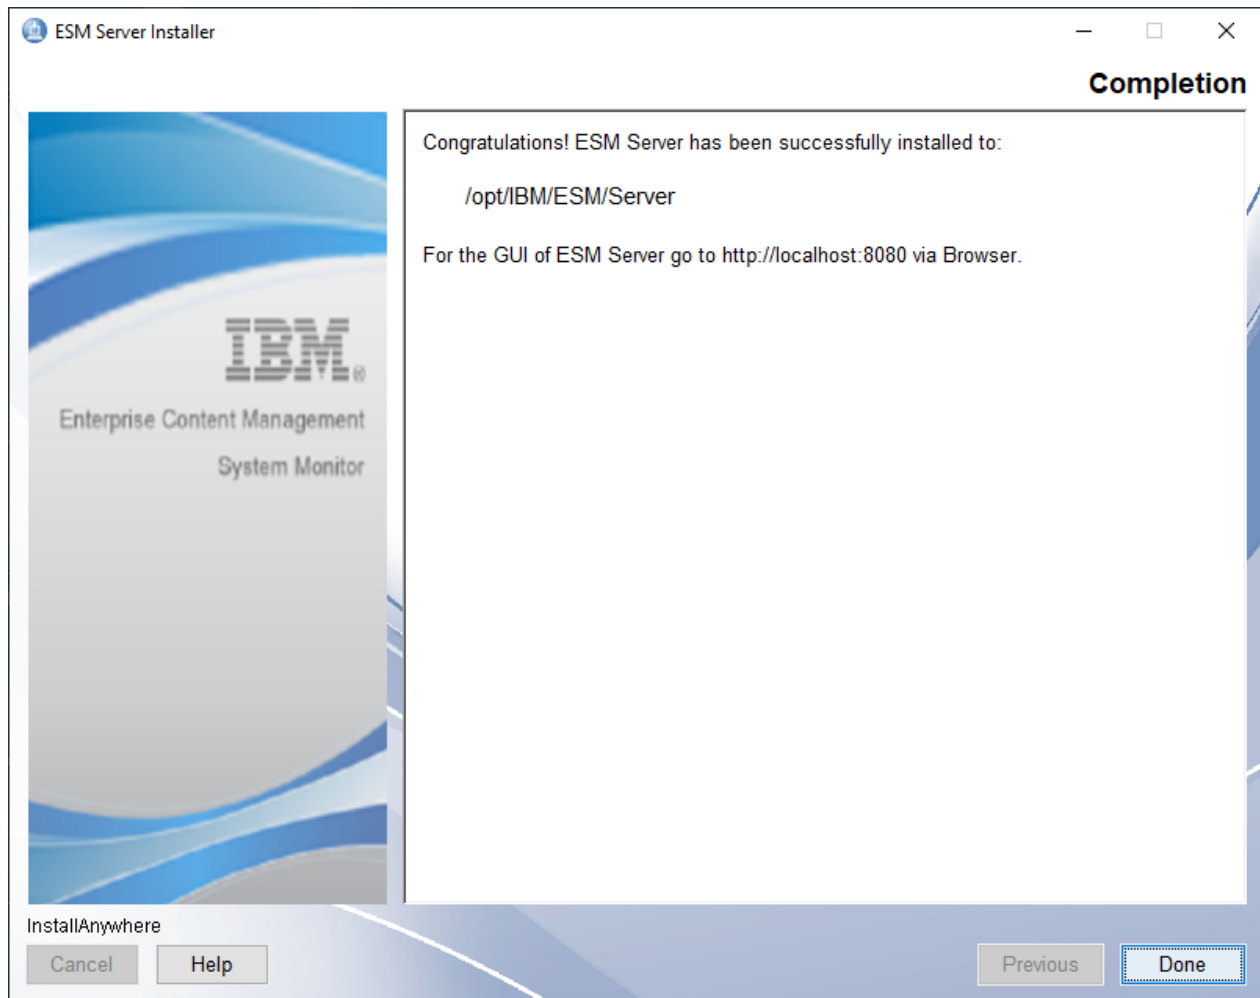 ESM Server Installer
Completion
Congratulations! ESM Server has been successfully installed to:
/opt/IBM/ESM/Server
For the GUI of ESM Server go to http://localhost:8080 via Browser.
IBM®
Enterprise Content Management
System Monitor
InstallAnywhere
Cancel
Help
Previous
Done